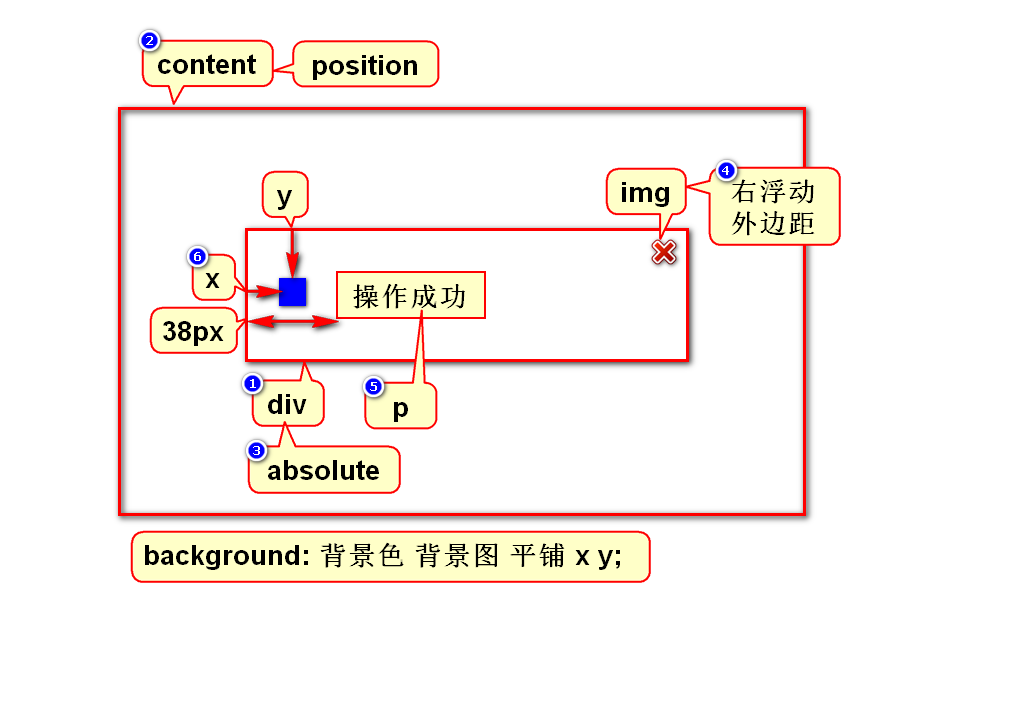 ②
content
position
④
右浮动
外边距
y
img
⑥
x
操作成功
38px
①
div
⑤
p
③
absolute
background: 背景色 背景图 平铺 x y;